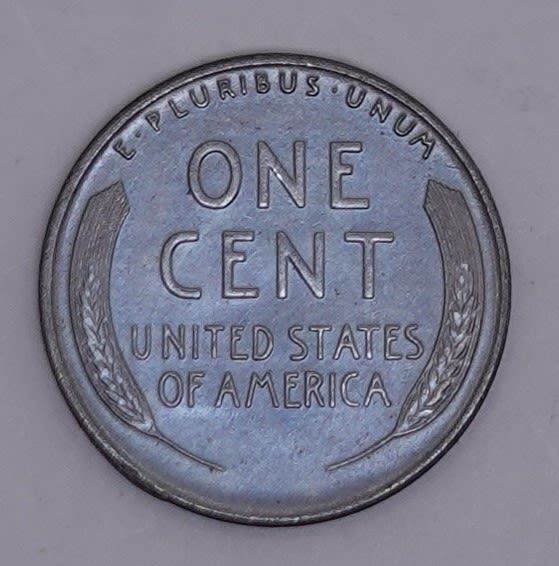 E·PLURIBUS·UNUM
ONE
CENT
UNITED STATES
OF AMERICA